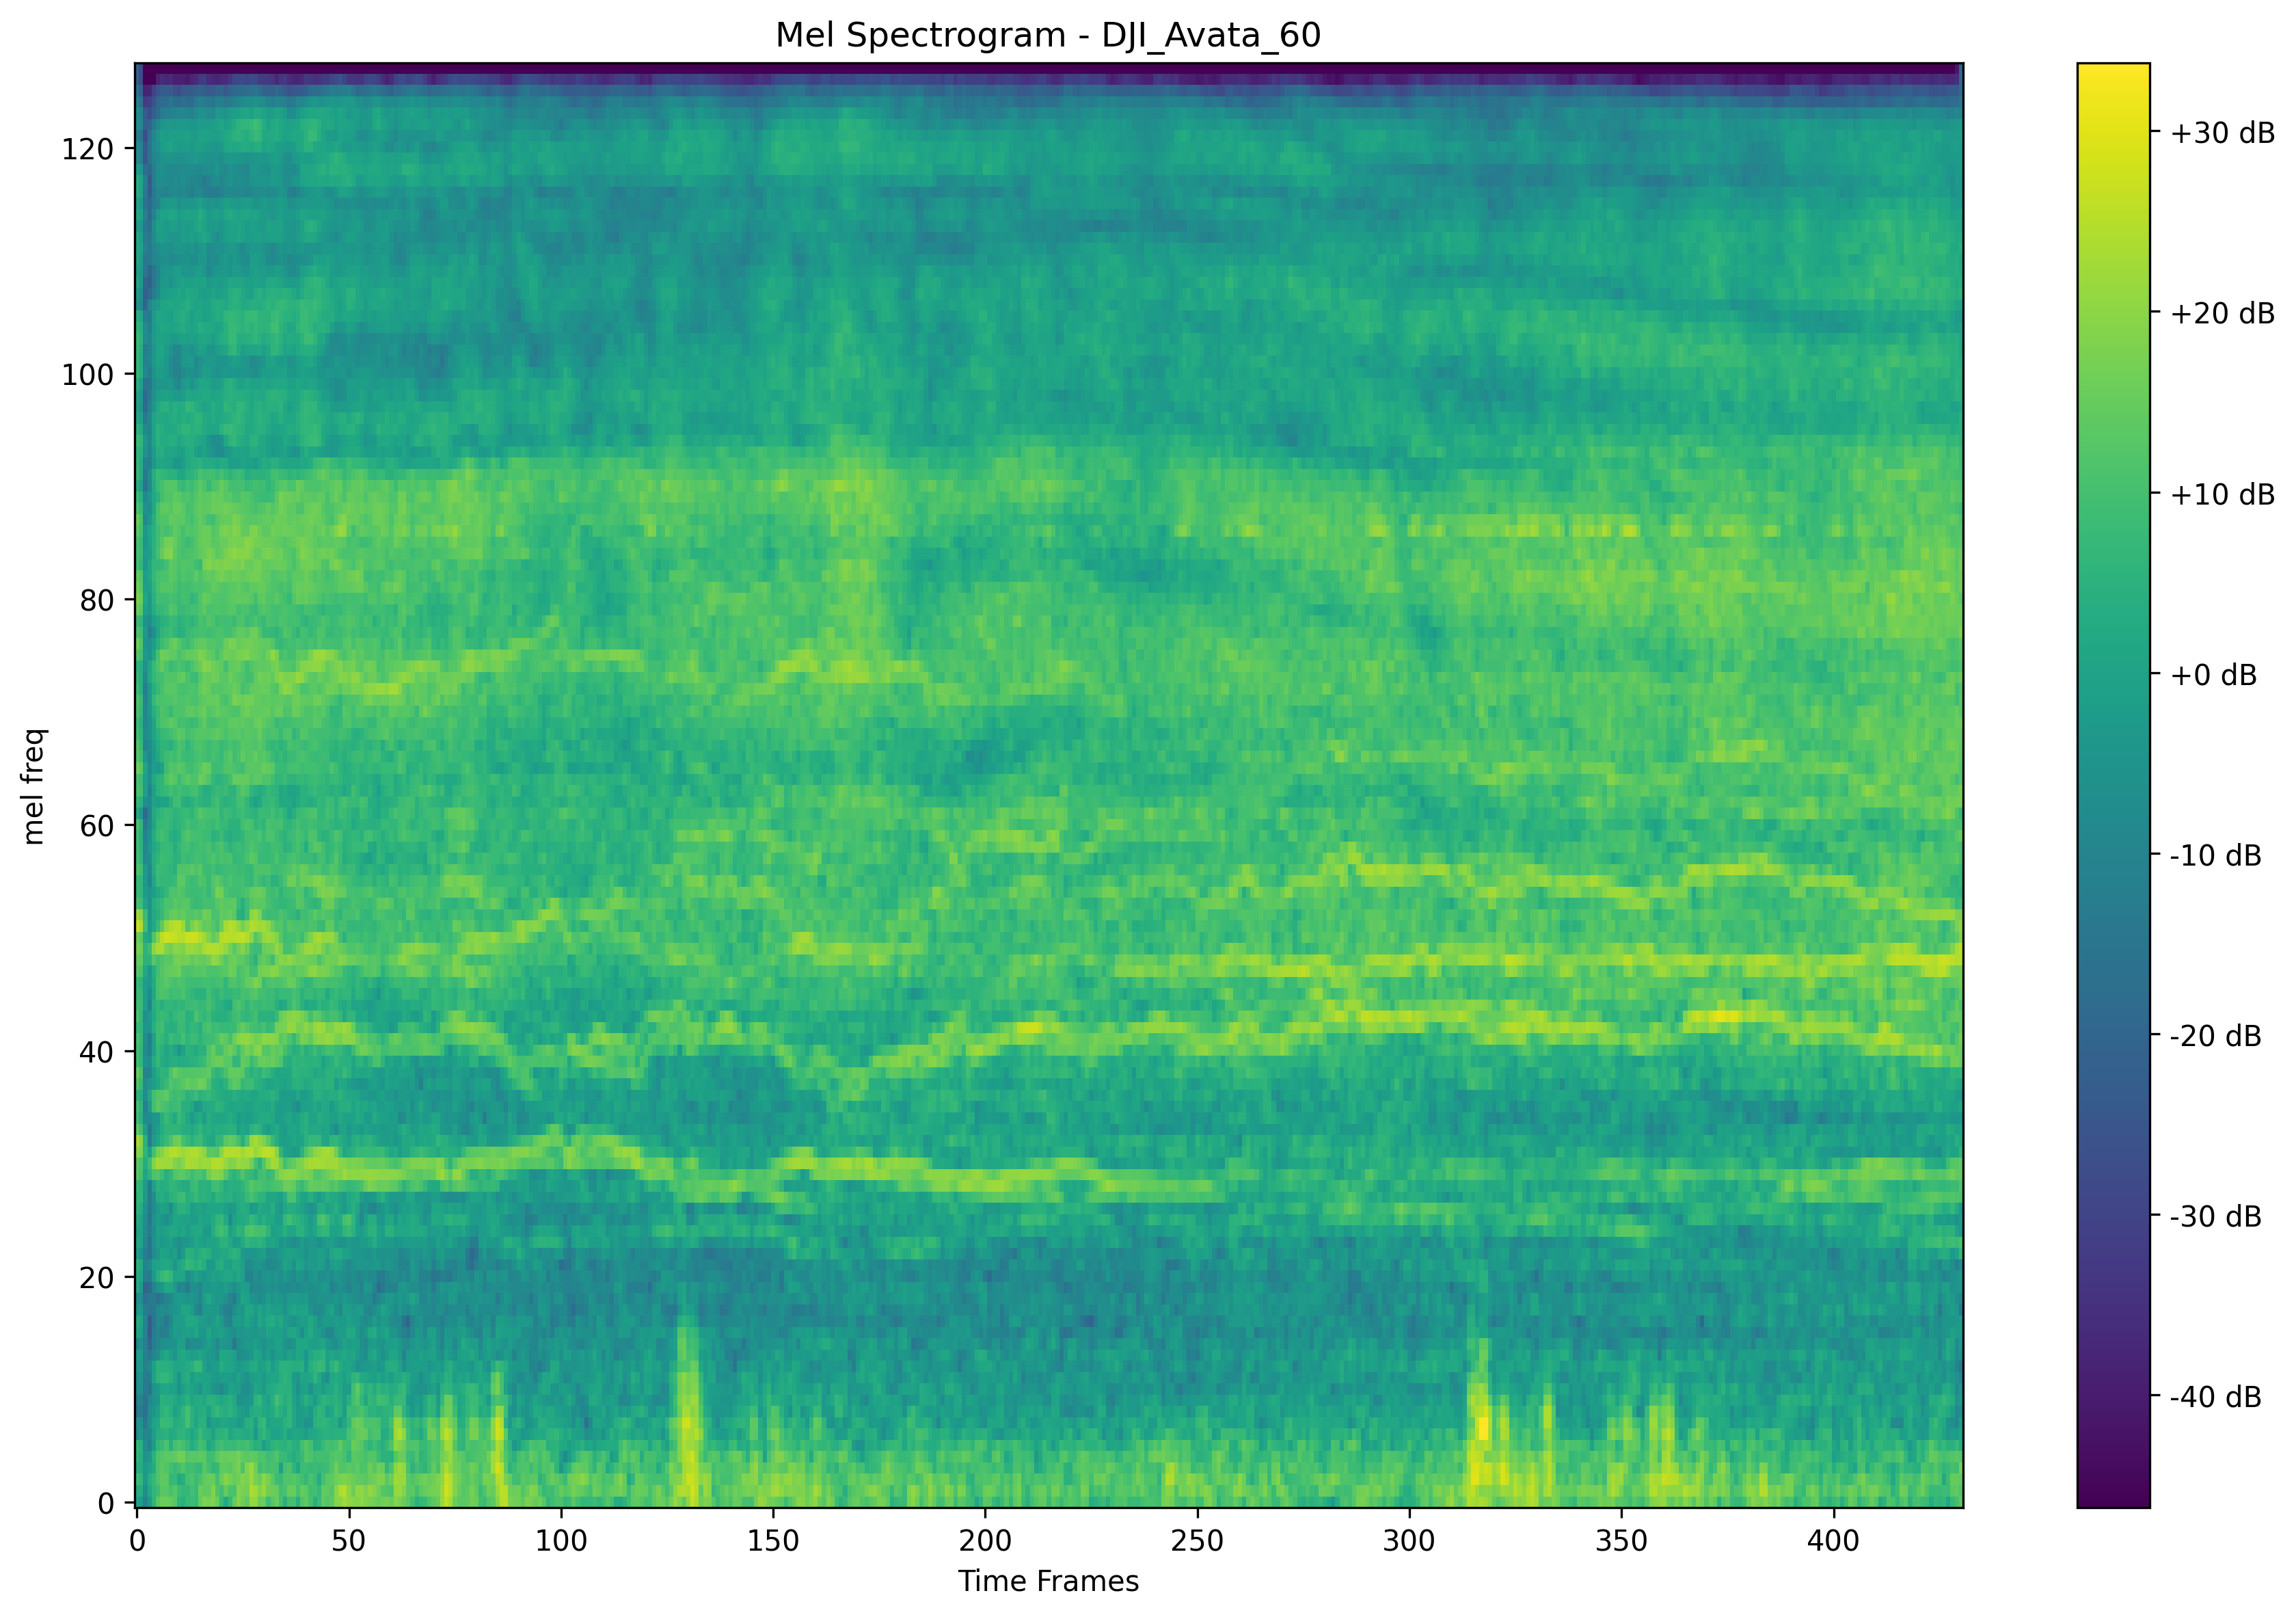 Mel Spectrogram - DJI_Avata_60
mel freq
120
100
80
60
40
20
0
0 50 100 150 200 250 300 350 400
Time Frames
+30 dB
+20 dB
+10 dB
+0 dB
-10 dB
-20 dB
-30 dB
-40 dB